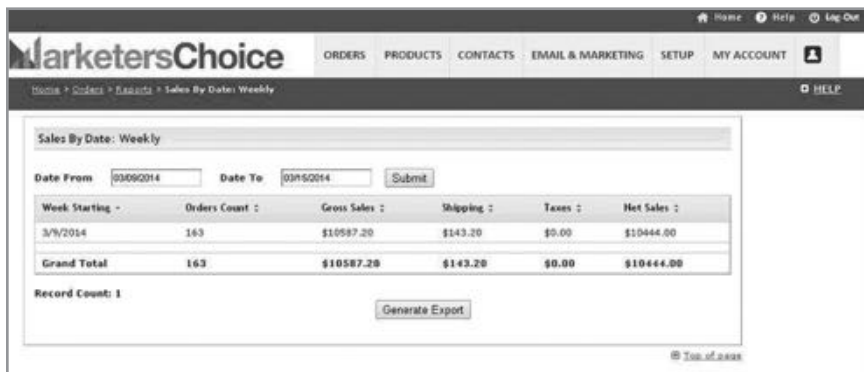 Home Help Log Out
MarketersChoice
ORDERS PRODUCTS CONTACTS EMAIL & MARKETING SETUP MY ACCOUNT
Home > Orders > Reports > Sales By Date: Weekly HELP
Sales By Date: Weekly
Date From 03/09/2014 Date To 03/15/2014 Submit
Week Starting Orders Count Gross Sales Shipping Taxes Net Sales
3/9/2014 163 $10587.20 $143.20 $0.00 $10444.00
Grand Total 163 $10587.20 $143.20 $0.00 $10444.00
Record Count: 1
Generate Export
Top of page